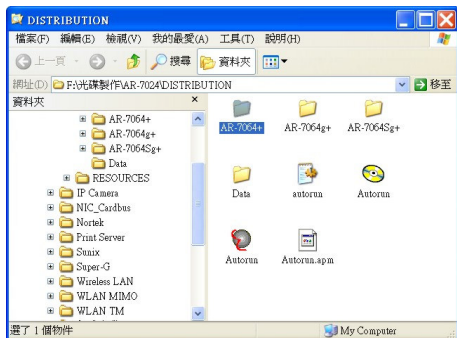 DISTRIBUTION
檔案(F) 編輯(E) 檢視(V) 我的最愛(A) 工具(T) 說明(H)
上一頁 搜尋 資料夾
網址(D) F:\光碟製作\AR-7024\DISTRIBUTION 移至
資料夾
AR-7064+
AR-7064g+
AR-7064Sg+
Data
RESOURCES
IP Camera
NIC_Cardbus
Nortek
Print Server
Sunix
Super-G
Wireless LAN
WLAN MIMO
WLAN TM
AR-7064+ AR-7064g+ AR-7064Sg+
Data autorun Autorun
Autorun Autorun.apm
選了 1 個物件 My Computer